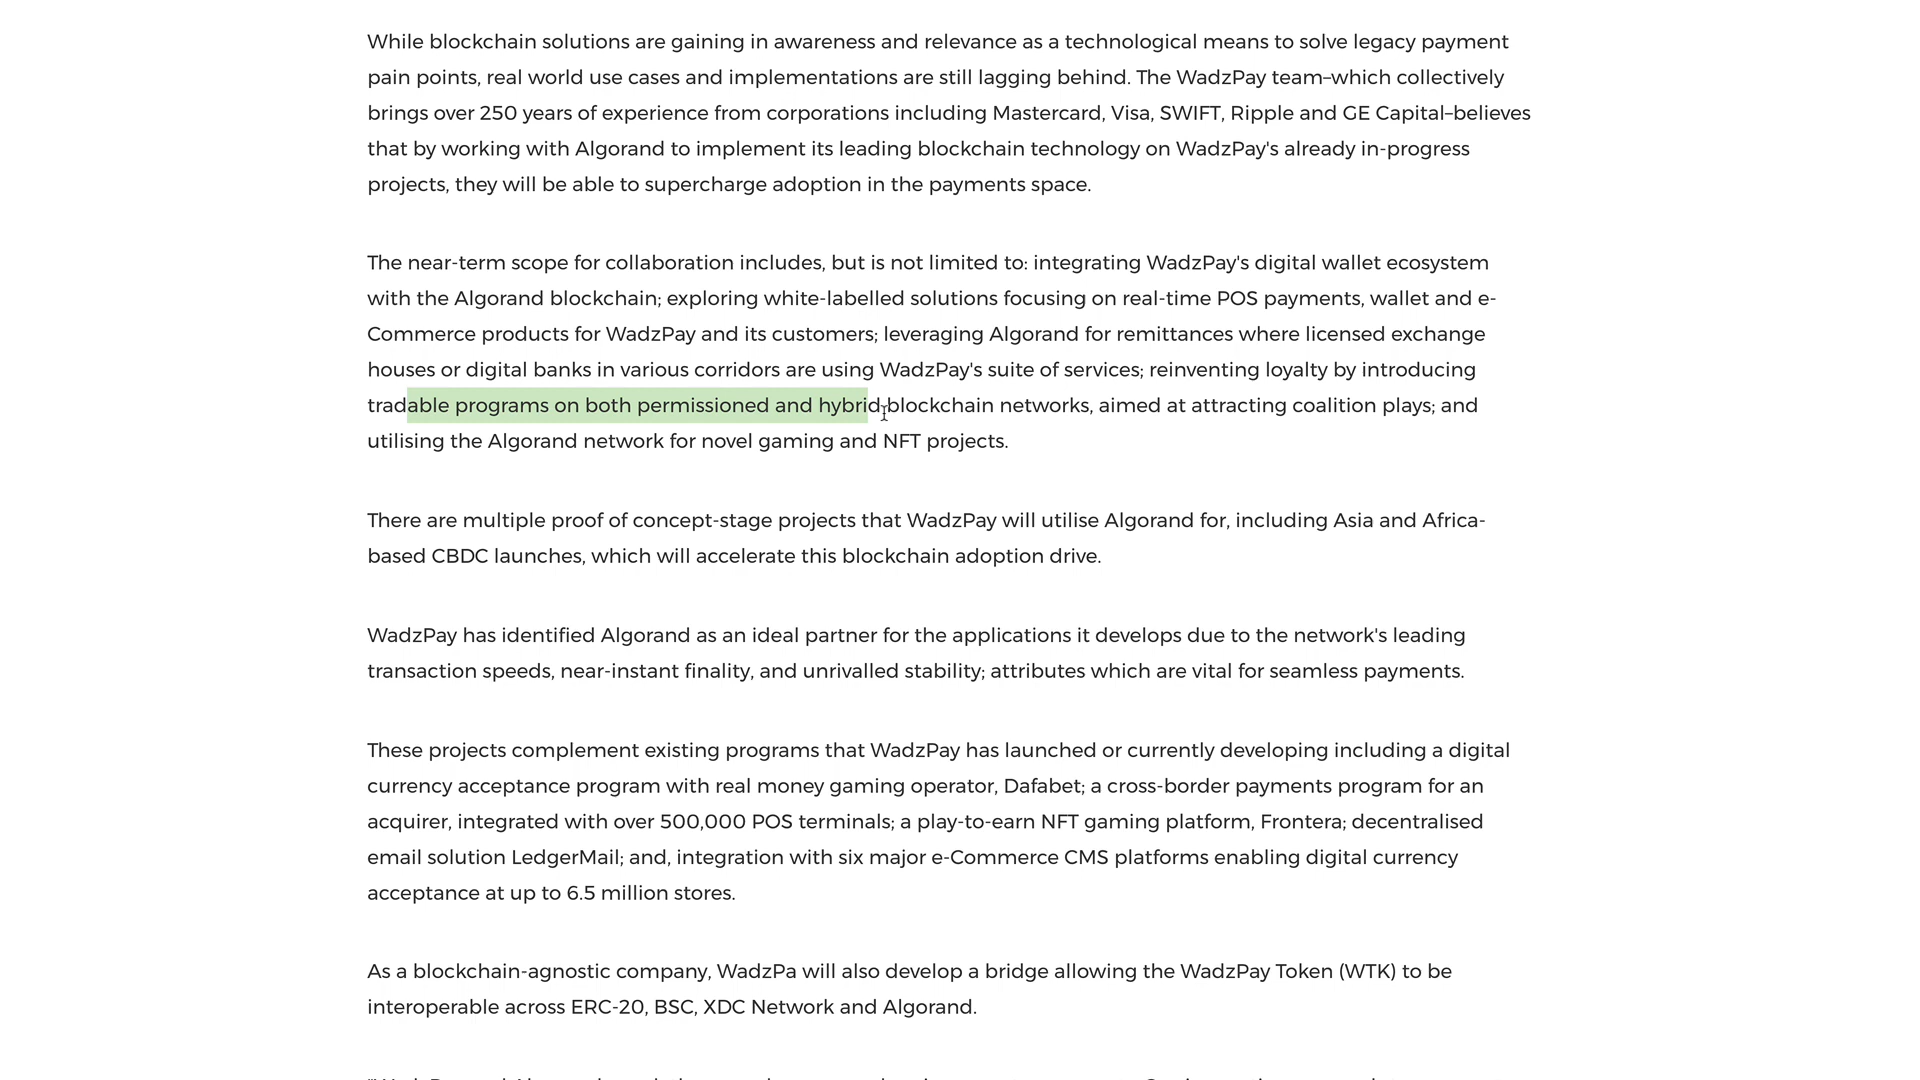 While blockchain solutions are gaining in awareness and relevance as a technological means to solve legacy payment
pain points, real world use cases and implementations are still lagging behind. The WadzPay team–which collectively
brings over 250 years of experience from corporations including Mastercard, Visa, SWIFT, Ripple and GE Capital–believes
that by working with Algorand to implement its leading blockchain technology on WadzPay's already in-progress
projects, they will be able to supercharge adoption in the payments space.
The near-term scope for collaboration includes, but is not limited to: integrating WadzPay's digital wallet ecosystem
with the Algorand blockchain; exploring white-labelled solutions focusing on real-time POS payments, wallet and e-
Commerce products for WadzPay and its customers; leveraging Algorand for remittances where licensed exchange
houses or digital banks in various corridors are using WadzPay's suite of services; reinventing loyalty by introducing
tradable programs on both permissioned and hybrid blockchain networks, aimed at attracting coalition plays; and
utilising the Algorand network for novel gaming and NFT projects.
There are multiple proof of concept-stage projects that WadzPay will utilise Algorand for, including Asia and Africa-
based CBDC launches, which will accelerate this blockchain adoption drive.
WadzPay has identified Algorand as an ideal partner for the applications it develops due to the network's leading
transaction speeds, near-instant finality, and unrivalled stability; attributes which are vital for seamless payments.
These projects complement existing programs that WadzPay has launched or currently developing including a digital
currency acceptance program with real money gaming operator, Dafabet; a cross-border payments program for an
acquirer, integrated with over 500,000 POS terminals; a play-to-earn NFT gaming platform, Frontera; decentralised
email solution LedgerMail; and, integration with six major e-Commerce CMS platforms enabling digital currency
acceptance at up to 6.5 million stores.
As a blockchain-agnostic company, WadzPa will also develop a bridge allowing the WadzPay Token (WTK) to be
interoperable across ERC-20, BSC, XDC Network and Algorand.